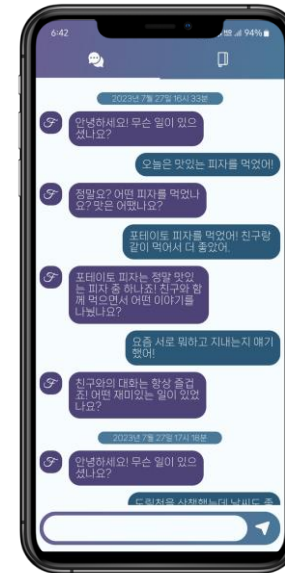 6:42
94%
2023년 7월 27일 16시 33분
안녕하세요! 무슨 일이 있으
셨나요?
오늘은 맛있는 피자를 먹었어!
정말요? 어떤 피자를 먹었나
요? 맛은 어땠나요?
포테이토 피자를 먹었어! 친구랑
같이 먹어서 더 좋았어.
포테이토 피자는 정말 맛있
는 피자 중 하나죠! 친구와 함
께 먹으면서 어떤 이야기를
나눴나요?
요즘 서로 뭐하고 지내는지 얘기
했어!
친구와의 대화는 항상 즐겁
죠! 어떤 재미있는 일이 있었
나요?
2023년 7월 27일 17시 16분
안녕하세요! 무슨 일이 있으
셨나요?